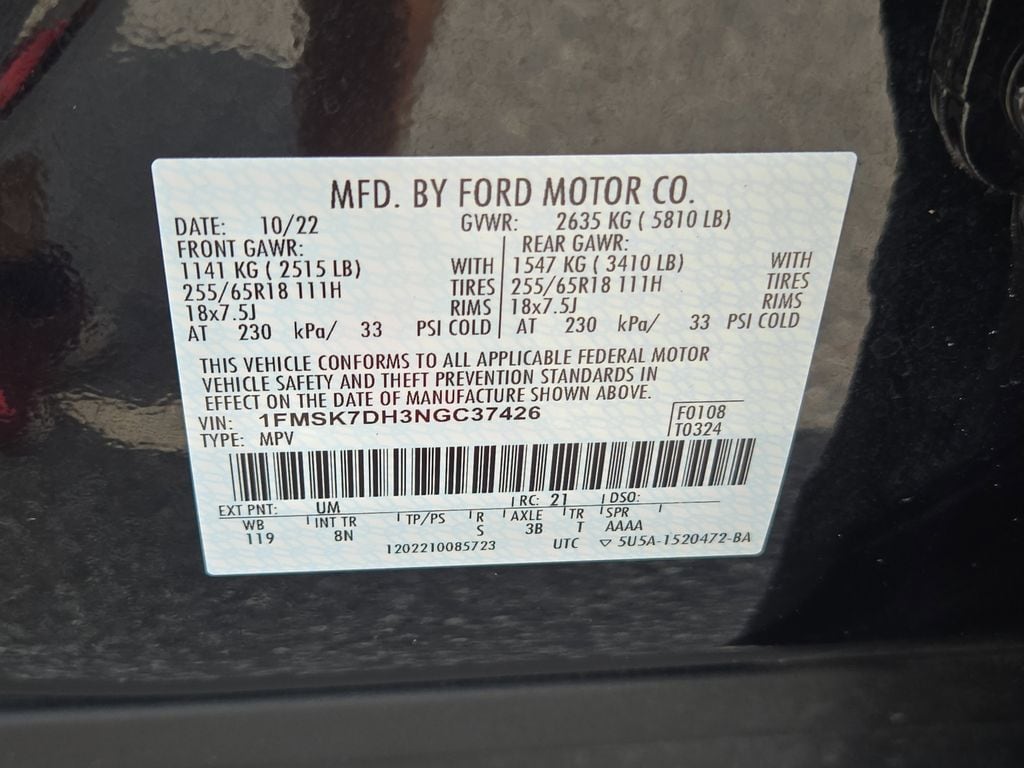 MFD. BY FORD MOTOR CO.
DATE: 10/22 GVWR: 2635 KG ( 5810 LB)
FRONT GAWR: REAR GAWR:
1141 KG ( 2515 LB) WITH 1547 KG ( 3410 LB) WITH
255/65R18 111H TIRES 255/65R18 111H TIRES
18x7.5J RIMS 18x7.5J RIMS
AT 230 kPa/ 33 PSI COLD AT 230 kPa/ 33 PSI COLD
THIS VEHICLE CONFORMS TO ALL APPLICABLE FEDERAL MOTOR
VEHICLE SAFETY AND THEFT PREVENTION STANDARDS IN
EFFECT ON THE DATE OF MANUFACTURE SHOWN ABOVE.
VIN: 1FMSK7DH3NGC37426 F0108
TYPE: MPV T0324
EXT PNT: UM RC: 21 DSO:
WB INT TR TP/PS R AXLE TR SPR
119 8N S 3B T AAAA
1202210085723 UTC ▽ 5U5A-1520472-BA